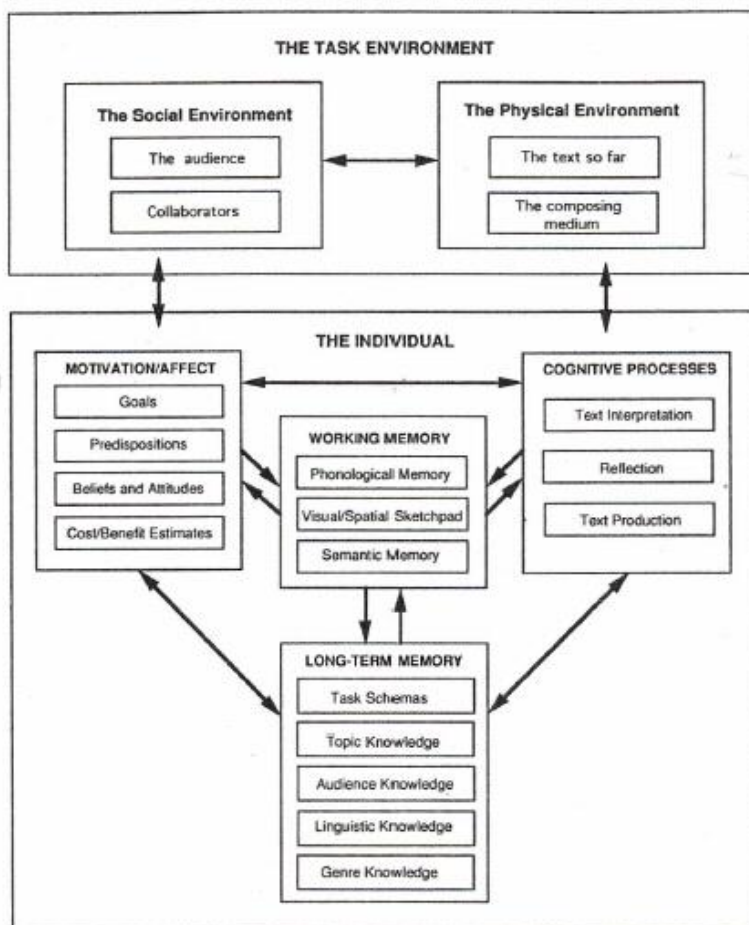 THE TASK ENVIRONMENT
The Social Environment
The audience
Collaborators
The Physical Environment
The text so far
The composing
medium
THE INDIVIDUAL
MOTIVATION/AFFECT
Goals
Predispositions
Beliefs and Attitudes
Cost/Benefit Estimates
WORKING MEMORY
Phonological Memory
Visual/Spatial Sketchpad
Semantic Memory
COGNITIVE PROCESSES
Text Interpretation
Reflection
Text Production
LONG-TERM MEMORY
Task Schemas
Topic Knowledge
Audience Knowledge
Linguistic Knowledge
Genre Knowledge